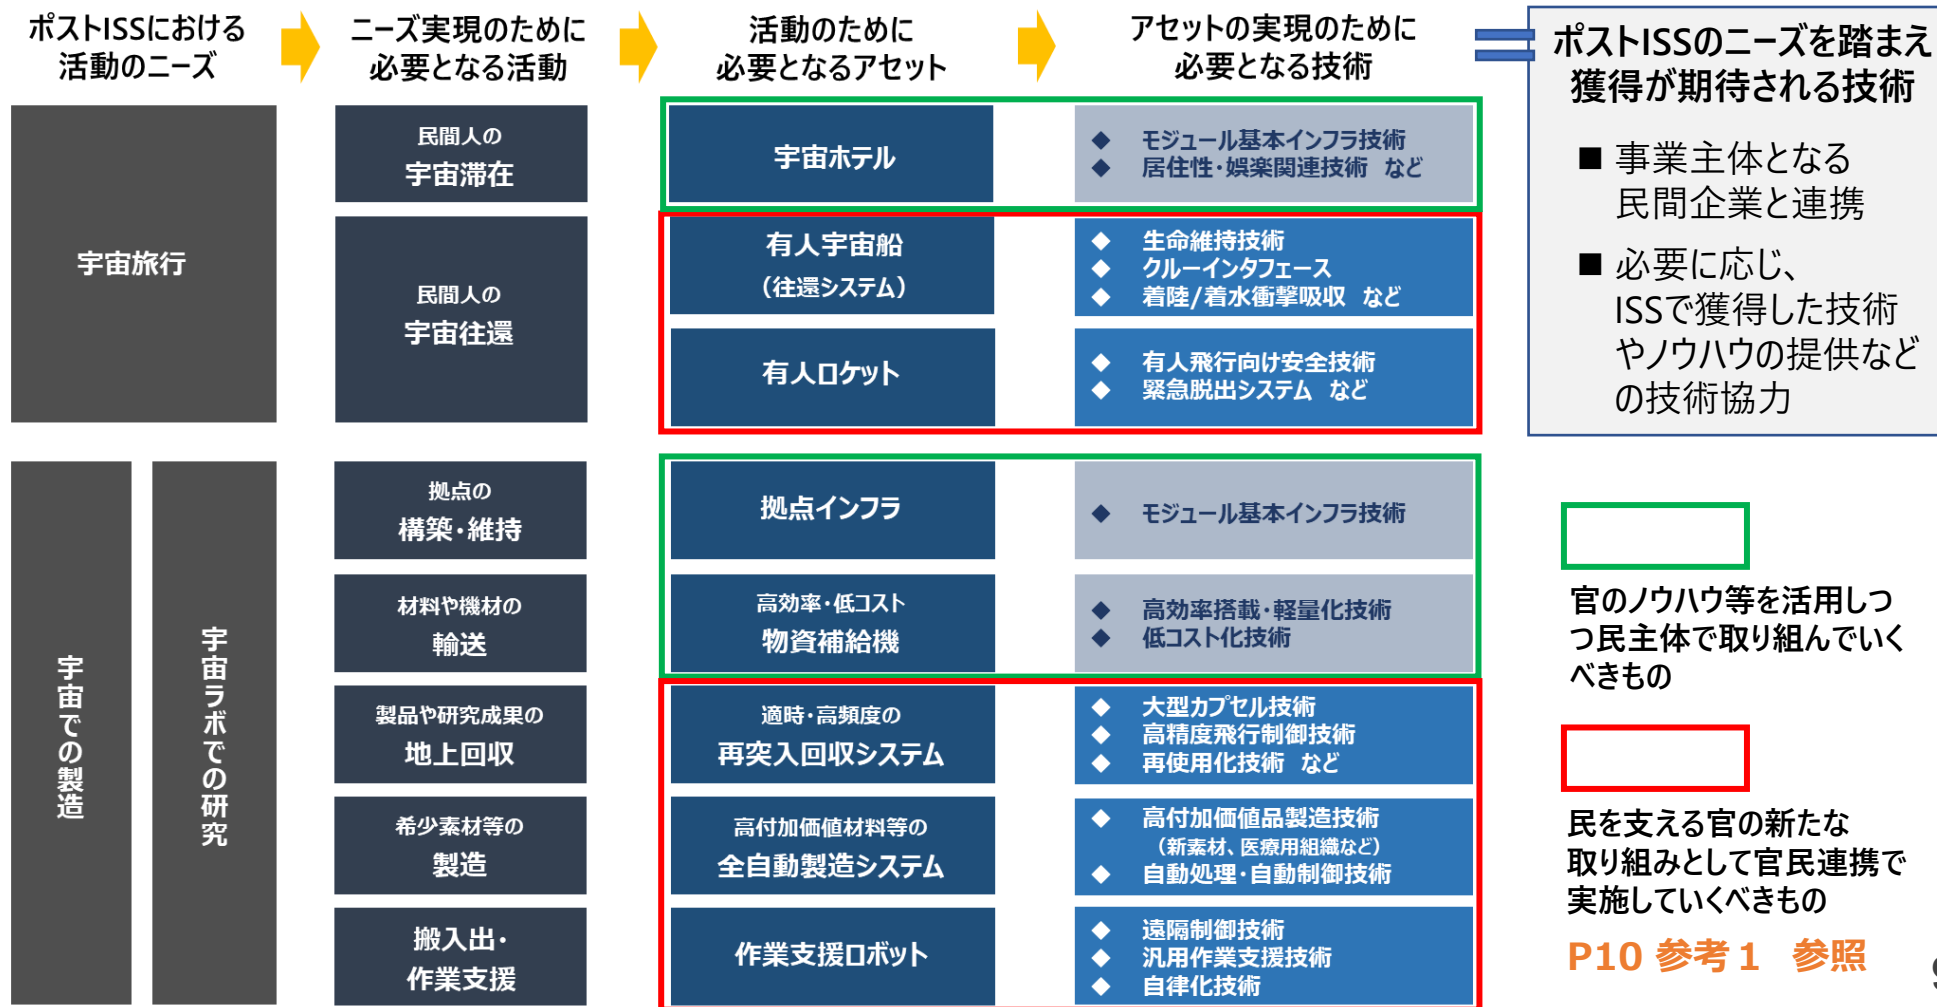 ポストISSにおける
活動のニーズ
ニーズ実現のために
必要となる活動
活動のために
必要となるアセット
アセットの実現のために
必要となる技術
ポストISSのニーズを踏まえ
獲得が期待される技術
■ 事業主体となる
民間企業と連携
■ 必要に応じ、
ISSで獲得した技術
やノウハウの提供など
の技術協力
宇宙旅行
民間人の
宇宙滞在
宇宙ホテル
◆ モジュール基本インフラ技術
◆ 居住性・娯楽関連技術 など
民間人の
宇宙往還
有人宇宙船
（往還システム）
◆ 生命維持技術
◆ クルーインタフェース
◆ 着陸/着水衝撃吸収 など
有人ロケット
◆ 有人飛行向け安全技術
◆ 緊急脱出システム など
宇宙での製造
宇宙ラボでの研究
拠点の
構築・維持
拠点インフラ
◆ モジュール基本インフラ技術
材料や機材の
輸送
高効率・低コスト
物資補給機
◆ 高効率搭載・軽量化技術
◆ 低コスト化技術
製品や研究成果の
地上回収
適時・高頻度の
再突入回収システム
◆ 大型カプセル技術
◆ 高精度飛行制御技術
◆ 再使用化技術 など
希少素材等の
製造
高付加価値材料等の
全自動製造システム
◆ 高付加価値品製造技術
（新素材、医療用組織など）
◆ 自動処理・自動制御技術
搬入出・
作業支援
作業支援ロボット
◆ 遠隔制御技術
◆ 汎用作業支援技術
◆ 自律化技術
官のノウハウ等を活用しつ
つ民主体で取り組んでいく
べきもの
民を支える官の新たな
取り組みとして官民連携で
実施していくべきもの
P10 参考１ 参照